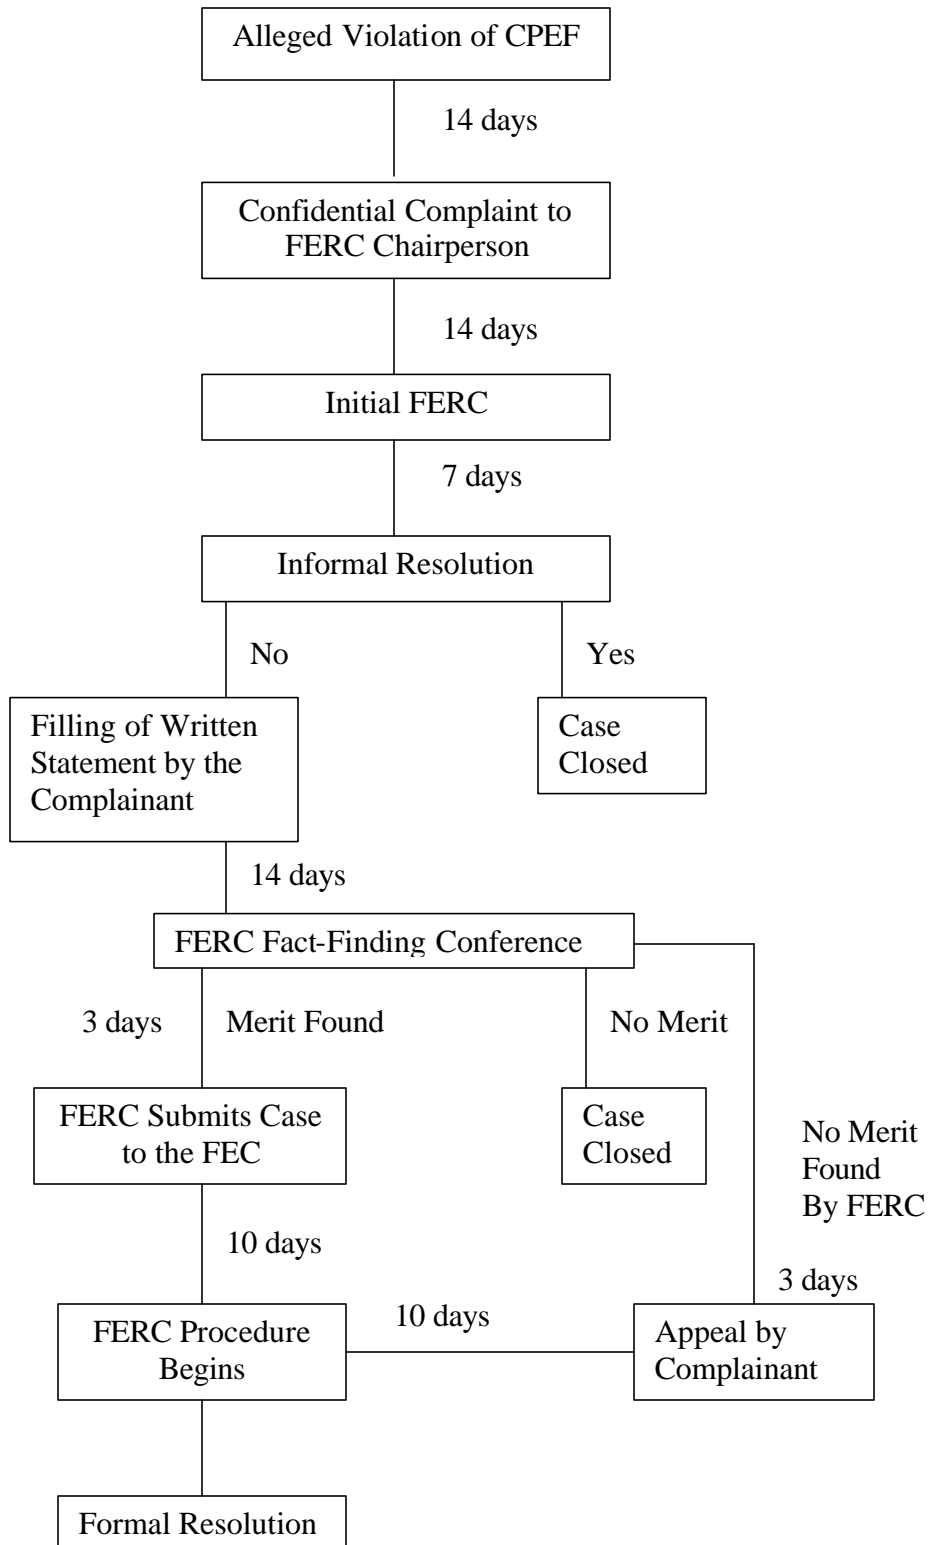 Alleged Violation of CPEF
14 days
Confidential Complaint to
FERC Chairperson
14 days
Initial FERC
7 days
Informal Resolution
No
Yes
Filling of Written
Statement by the
Complainant
Case
Closed
14 days
FERC Fact-Finding Conference
3 days
Merit Found
No Merit
FERC Submits Case
to the FEC
Case
Closed
No Merit
Found
By FERC
10 days
3 days
FERC Procedure
Begins
10 days
Appeal by
Complainant
Formal Resolution